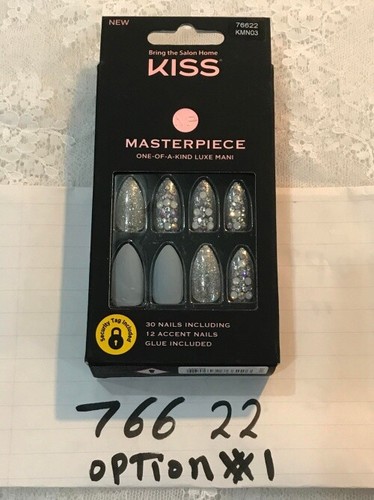 NEW
76622
KMN03
Bring the Salon Home
KISS
MASTERPIECE
ONE-OF-A-KIND LUXE MANI
Security Tag Included
30 NAILS INCLUDING
12 ACCENT NAILS
GLUE INCLUDED
766 22
OPTION #1